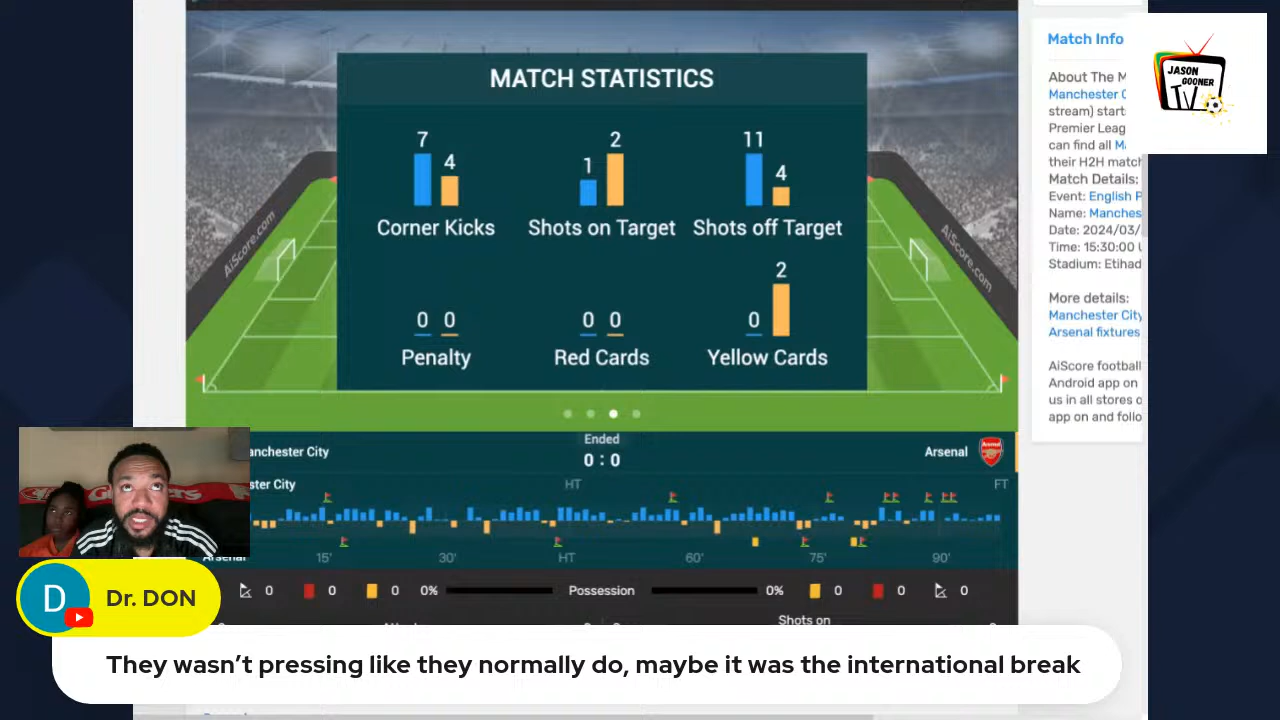 MATCH STATISTICS
7
4
Corner Kicks
1
2
Shots on Target
11
4
Shots off Target
0
0
Penalty
0
0
Red Cards
0
2
Yellow Cards
AiScore.com
AiScore.com
Match Info
About The M
Manchester C
stream) start
Premier Leag
can find all M
their H2H match
Match Details:
Event: English P
Name: Manches
Date: 2024/03/
Time: 15:30:00 U
Stadium: Etihad
More details:
Manchester City
Arsenal fixtures
AiScore football
Android app on
us in all stores o
app on and follo
JASON
GOONER
TV
anchester City
Ended
0 : 0
Arsenal
ster City
HT
FT
Arsenal
15'
30'
HT
60'
75'
90'
0
0
0
0%
Possession
0%
0
0
0
Shots on
D
Dr. DON
They wasn't pressing like they normally do, maybe it was the international break